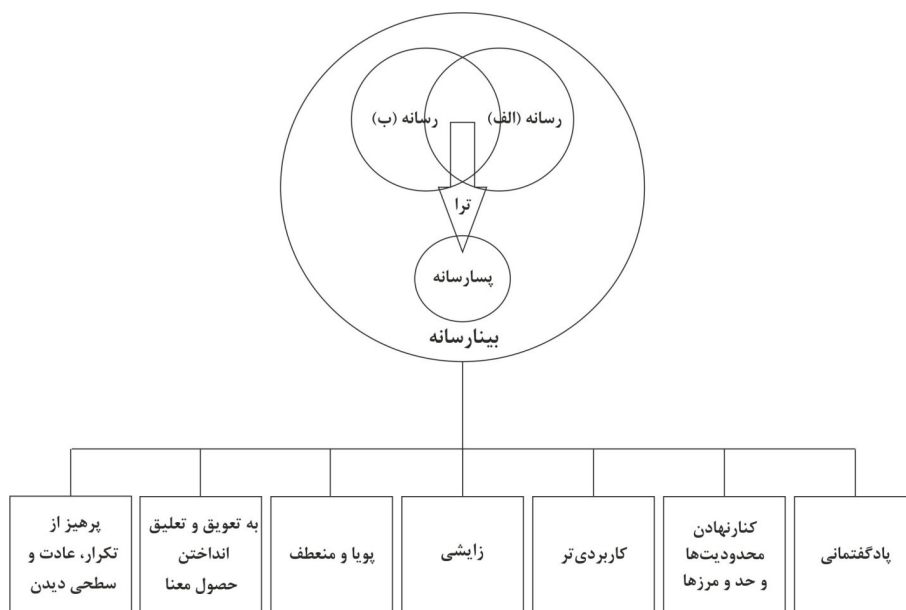 رسانه (الف)
رسانه (ب)
ترا
پسارسانه
بینارسانه
پادگفتمانی
کنارنهادن
محدودیت‌ها
و حد و مرزها
کاربردی‌تر
زایشی
پویا و منعطف
به تعویق و تعلیق
انداختن
حصول معنا
پرهیز از
تکرار، عادت و
سطحی دیدن